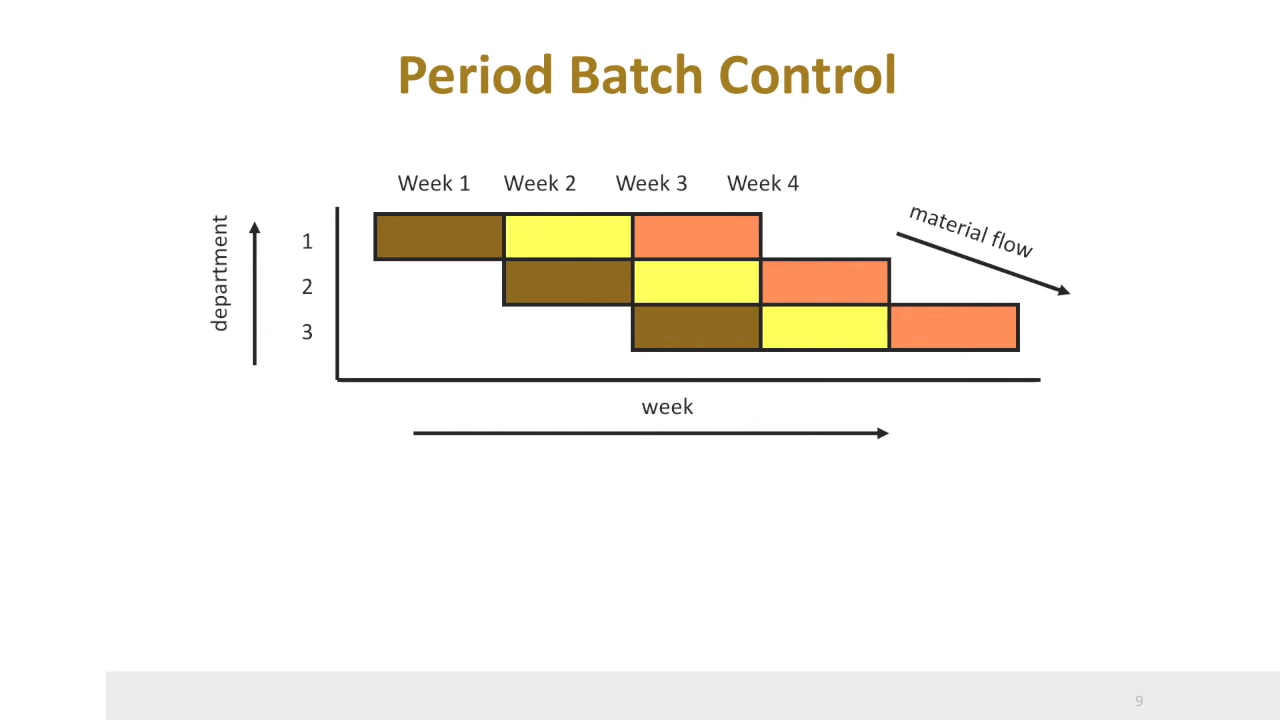 Period Batch Control
Week 1 Week 2 Week 3 Week 4
material flow
department
1
2
3
week
9